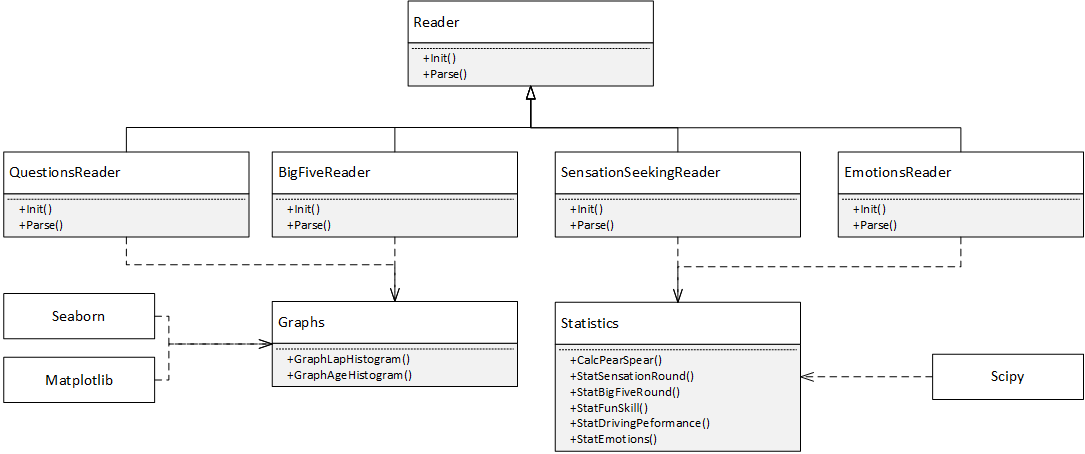 Reader
+Init()
+Parse()
QuestionsReader
+Init()
+Parse()
BigFiveReader
+Init()
+Parse()
SensationSeekingReader
+Init()
+Parse()
EmotionsReader
+Init()
+Parse()
Seaborn
Matplotlib
Graphs
+GraphLapHistogram()
+GraphAgeHistogram()
Statistics
+CalcPearSpear()
+StatSensationRound()
+StatBigFiveRound()
+StatFunSkill()
+StatDrivingPeformance()
+StatEmotions()
Scipy